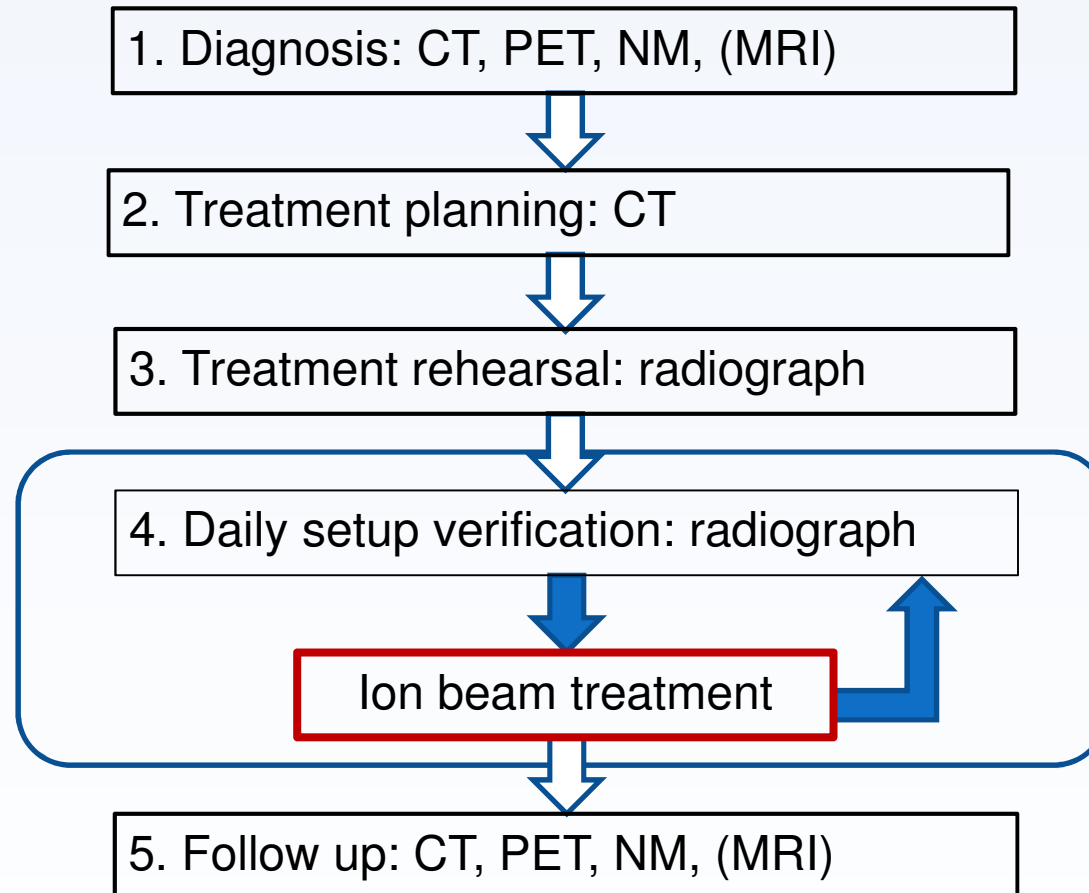 1. Diagnosis: CT, PET, NM, (MRI)
2. Treatment planning: CT
3. Treatment rehearsal: radiograph
4. Daily setup verification: radiograph
Ion beam treatment
5. Follow up: CT, PET, NM, (MRI)